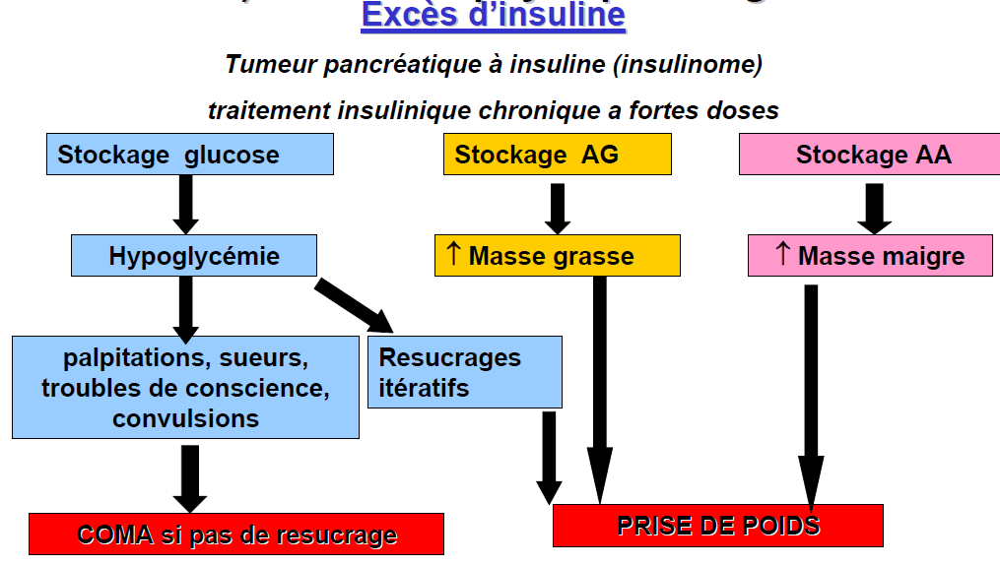 Excès d'insuline
Tumeur pancréatique à insuline (insulinome)
traitement insulinique chronique a fortes doses
Stockage glucose
Stockage AG
Stockage AA
Hypoglycémie
↑ Masse grasse
↑ Masse maigre
palpitations, sueurs,
troubles de conscience,
convulsions
Resucrages
itératifs
COMA si pas de resucrage
PRISE DE POIDS